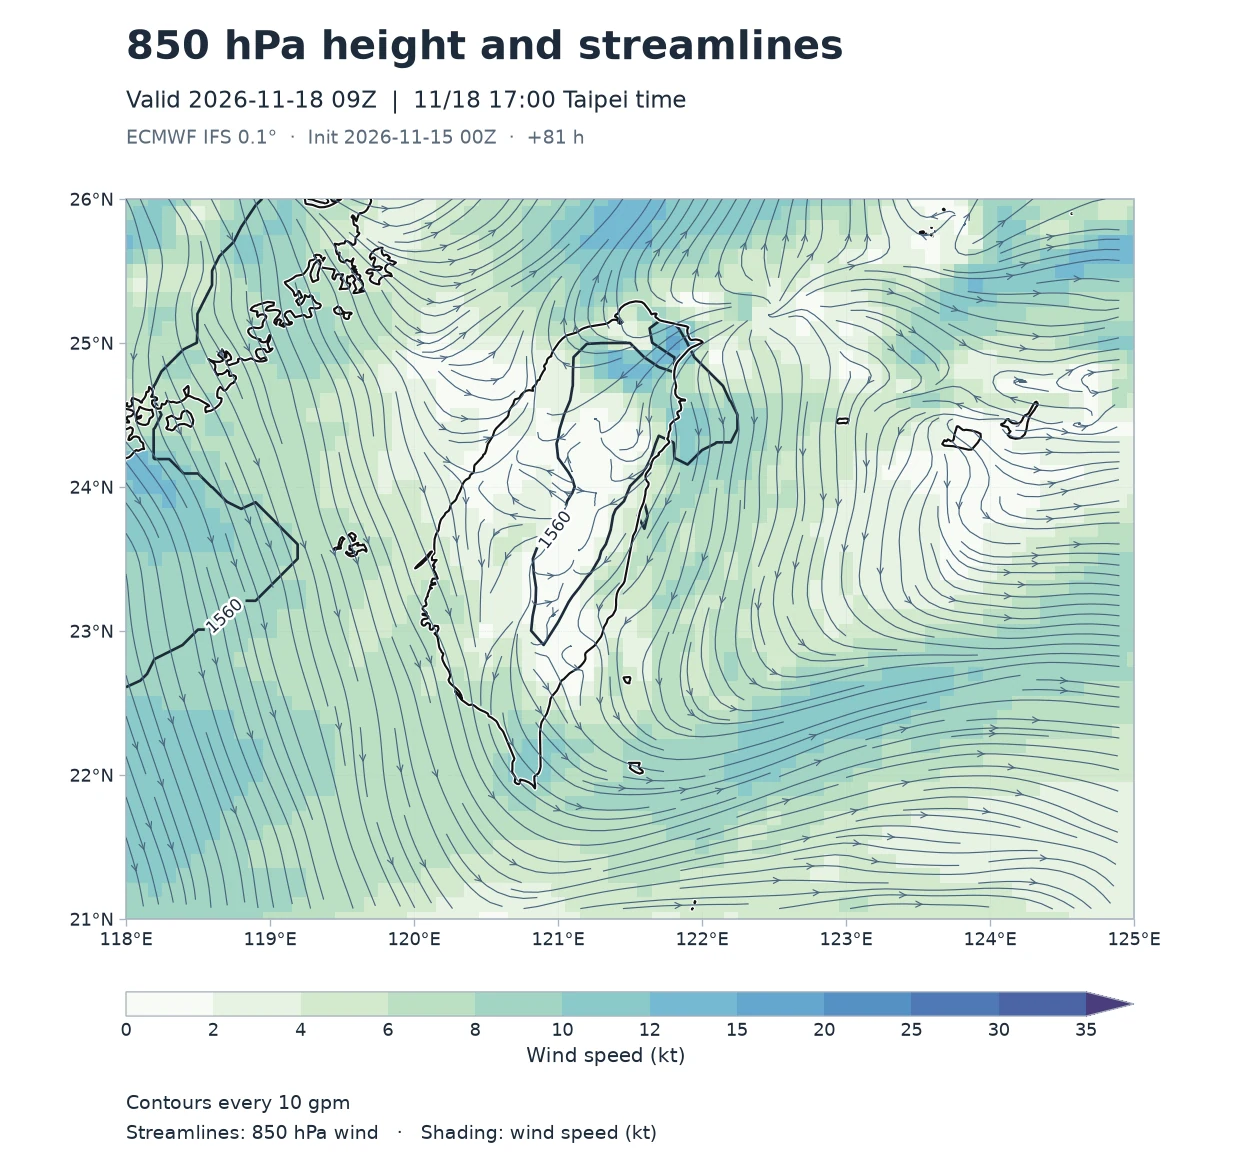 850 hPa height and streamlines
Valid 2026-11-18 09Z | 11/18 17:00 Taipei time
ECMWF IFS 0.1° · Init 2026-11-15 00Z · +81 h
26°N
25°N
24°N
23°N
22°N
21°N
1560
1560
118°E 119°E 120°E 121°E 122°E 123°E 124°E 125°E
0 2 4 6 8 10 12 15 20 25 30 35
Wind speed (kt)
Contours every 10 gpm
Streamlines: 850 hPa wind · Shading: wind speed (kt)